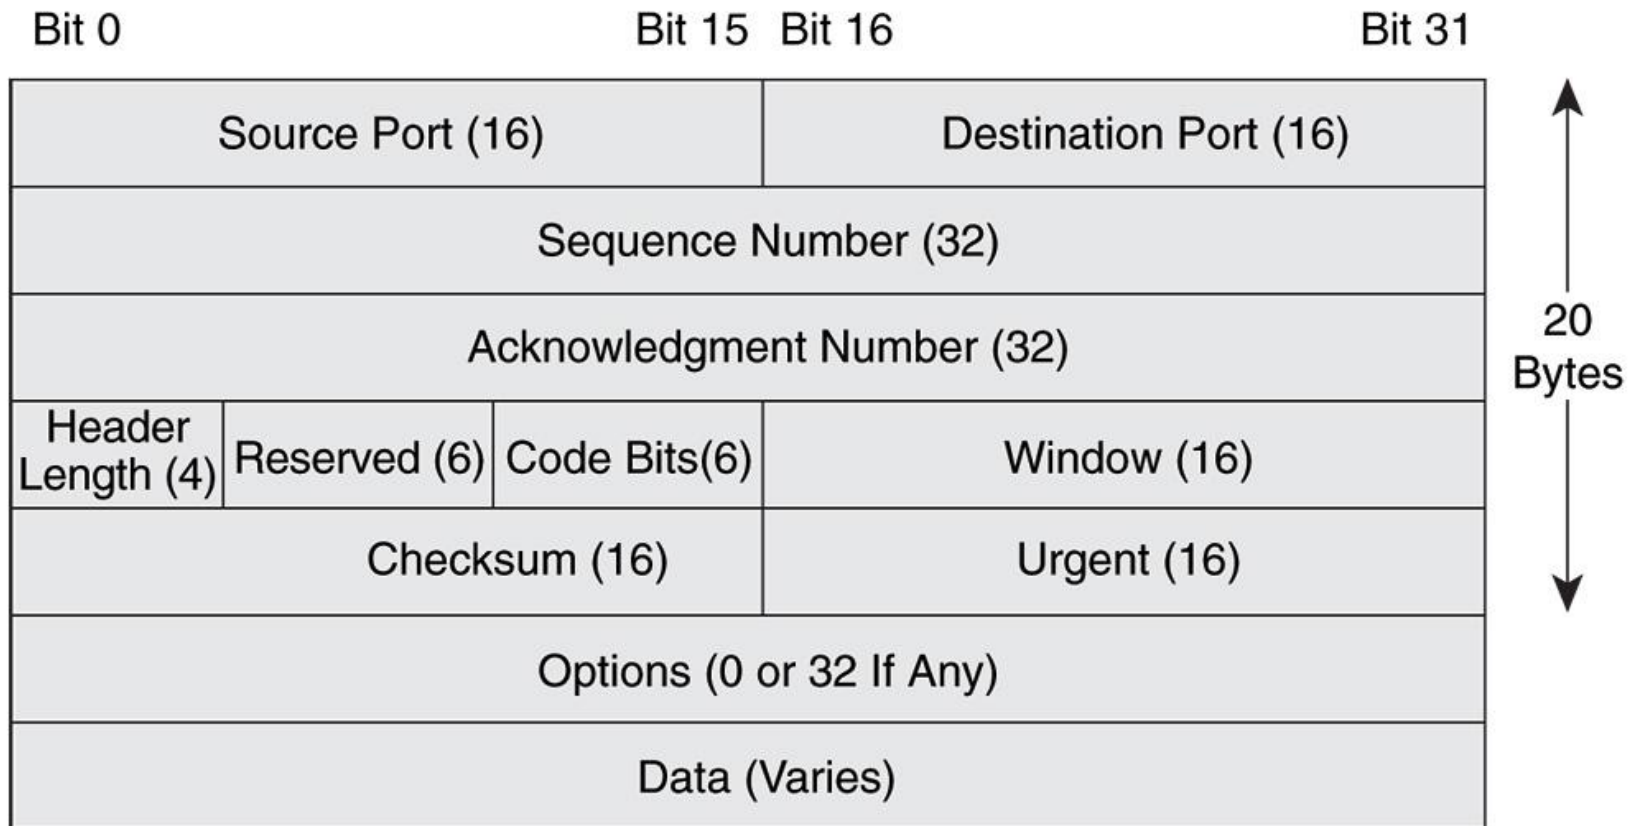 Bit 0 Bit 15 Bit 16 Bit 31
Source Port (16) Destination Port (16)
Sequence Number (32)
Acknowledgment Number (32)
20
Bytes
Header
Length (4) Reserved (6) Code Bits(6) Window (16)
Checksum (16) Urgent (16)
Options (0 or 32 If Any)
Data (Varies)